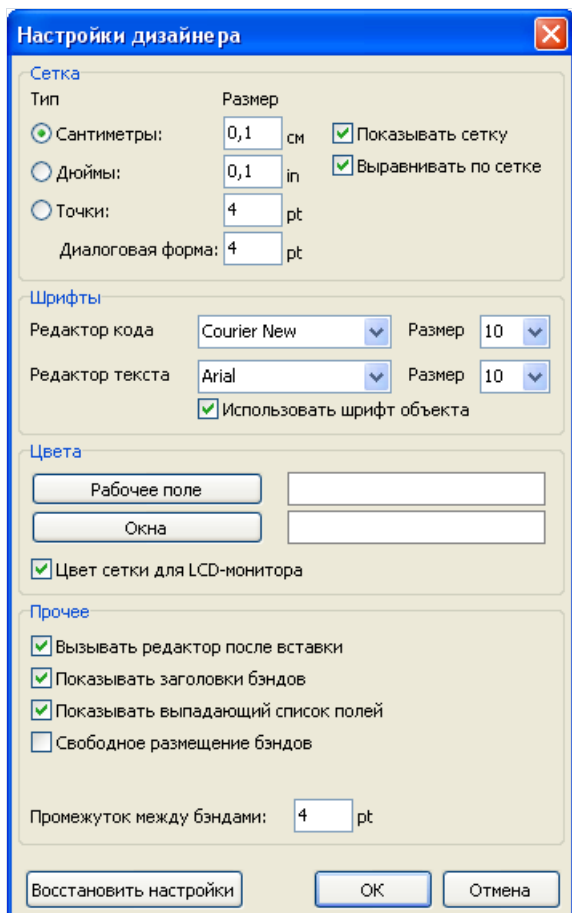 Настройки дизайнера
Сетка
Тип Размер
Сантиметры: 0,1 см Показывать сетку
Дюймы: 0,1 in Выравнивать по сетке
Точки: 4 pt
Диалоговая форма: 4 pt
Шрифты
Редактор кода Courier New Размер 10
Редактор текста Arial Размер 10
Использовать шрифт объекта
Цвета
Рабочее поле
Окна
Цвет сетки для LCD-монитора
Прочее
Вызывать редактор после вставки
Показывать заголовки бэндов
Показывать выпадающий список полей
Свободное размещение бэндов
Промежуток между бэндами: 4 pt
Восстановить настройки ОК Отмена